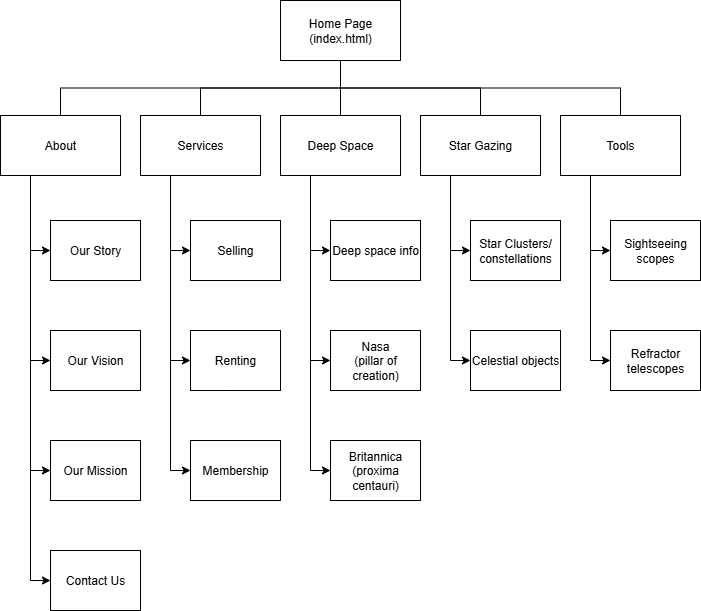 Home Page
(index.html)
About
Services
Deep Space
Star Gazing
Tools
Our Story
Selling
Deep space info
Star Clusters/
constellations
Sightseeing
scopes
Our Vision
Renting
Nasa
(pillar of
creation)
Celestial objects
Refractor
telescopes
Our Mission
Membership
Britannica
(proxima
centauri)
Contact Us